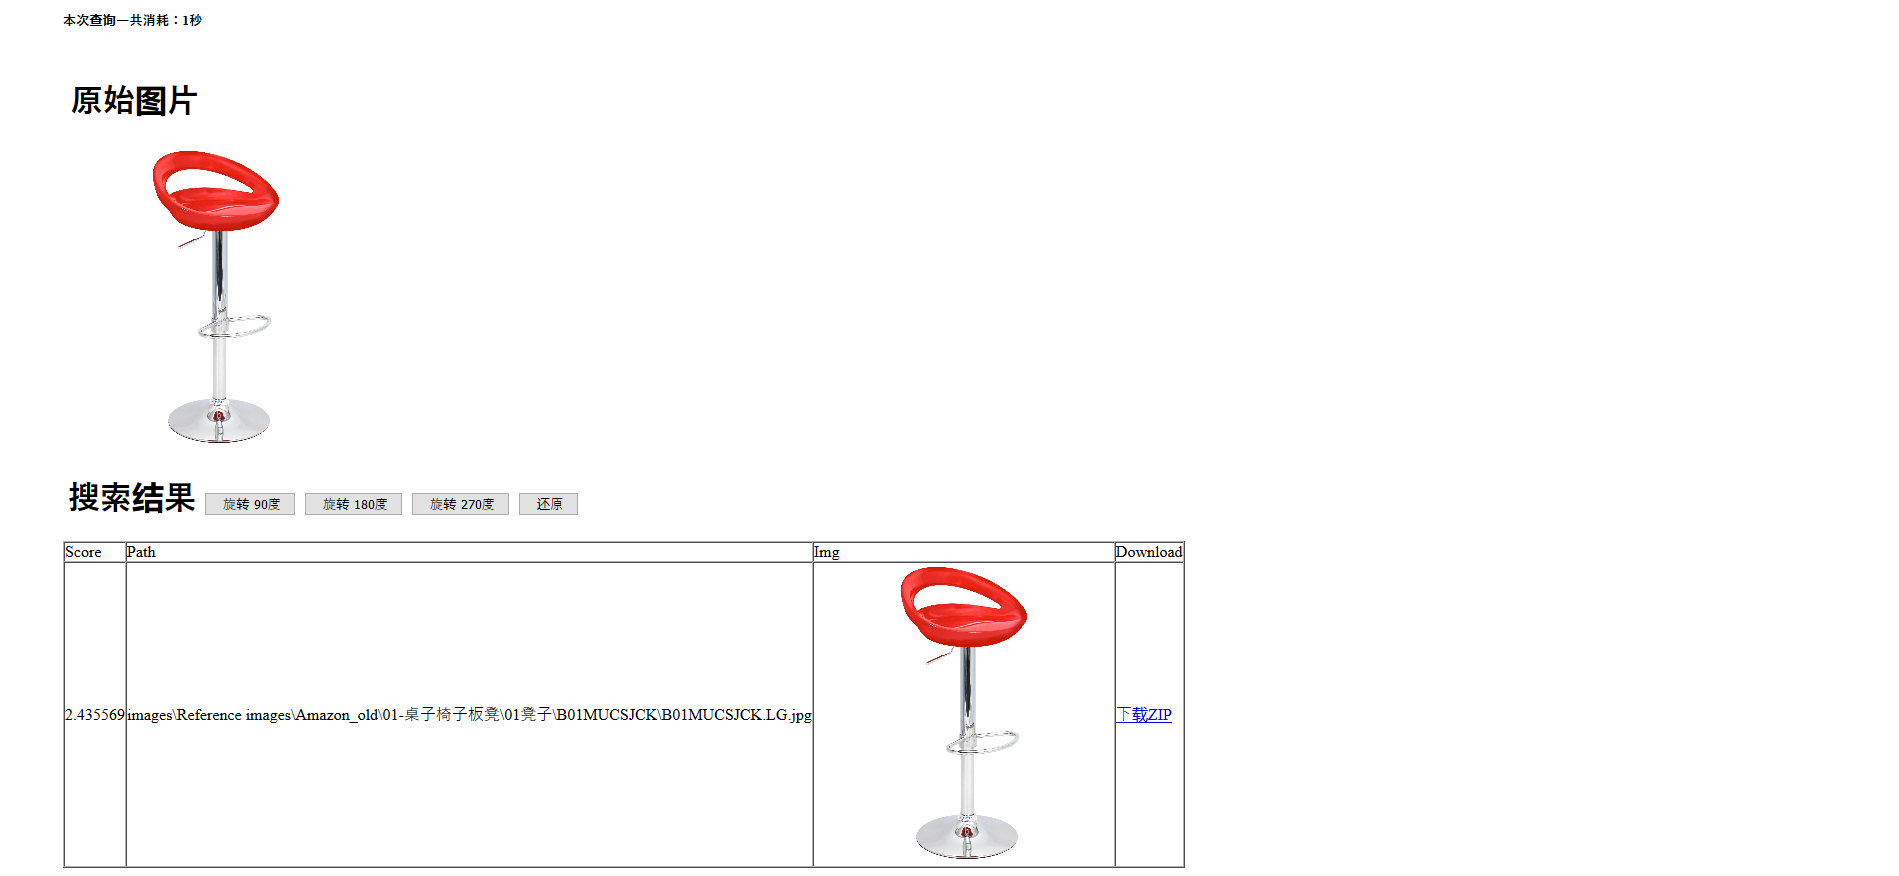 本次查询一共消耗：1秒
原始图片
搜索结果 旋转 90度 旋转 180度 旋转 270度 还原
Score Path Img Download
2.435569 images\Reference images\Amazon_old\01-桌子椅子板凳\01凳子\B01MUCSJCK\B01MUCSJCK.LG.jpg 下载ZIP